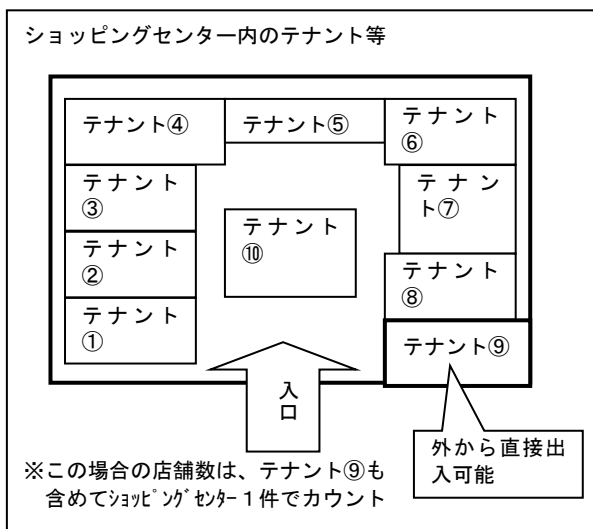 ショッピングセンター内のテナント等
テナント④
テナント⑤
テナント
⑥
テナント
③
テナン
ト⑦
テナント
②
テナント
⑩
テナント
⑧
テナント
①
テナント⑨
入
口
外から直接出
入可能
※この場合の店舗数は、テナント⑨も
含めてｼｮｯﾋﾟﾝｸﾞｾﾝﾀｰ１件でカウント